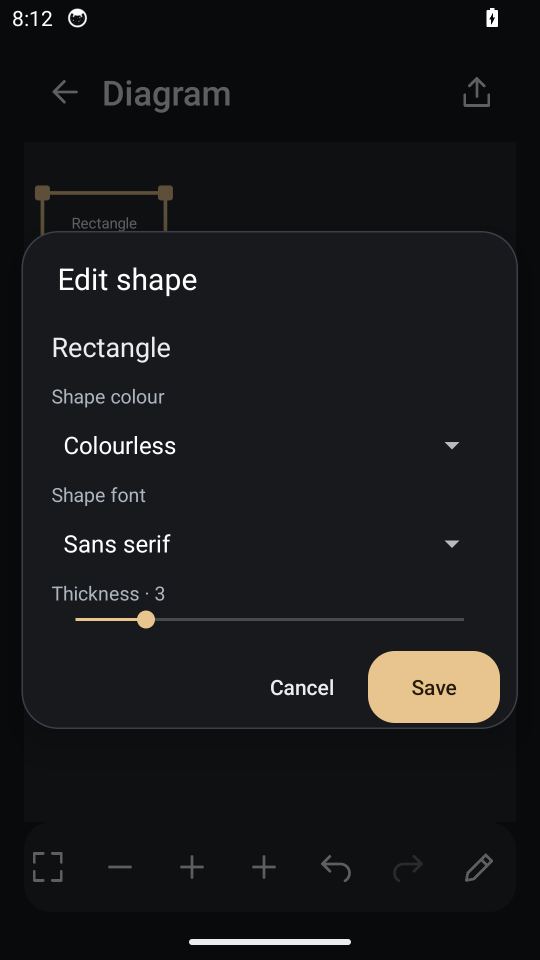 8:12
Diagram
Rectangle
Edit shape
Rectangle
Shape colour
Colourless
Shape font
Sans serif
Thickness · 3
Cancel
Save